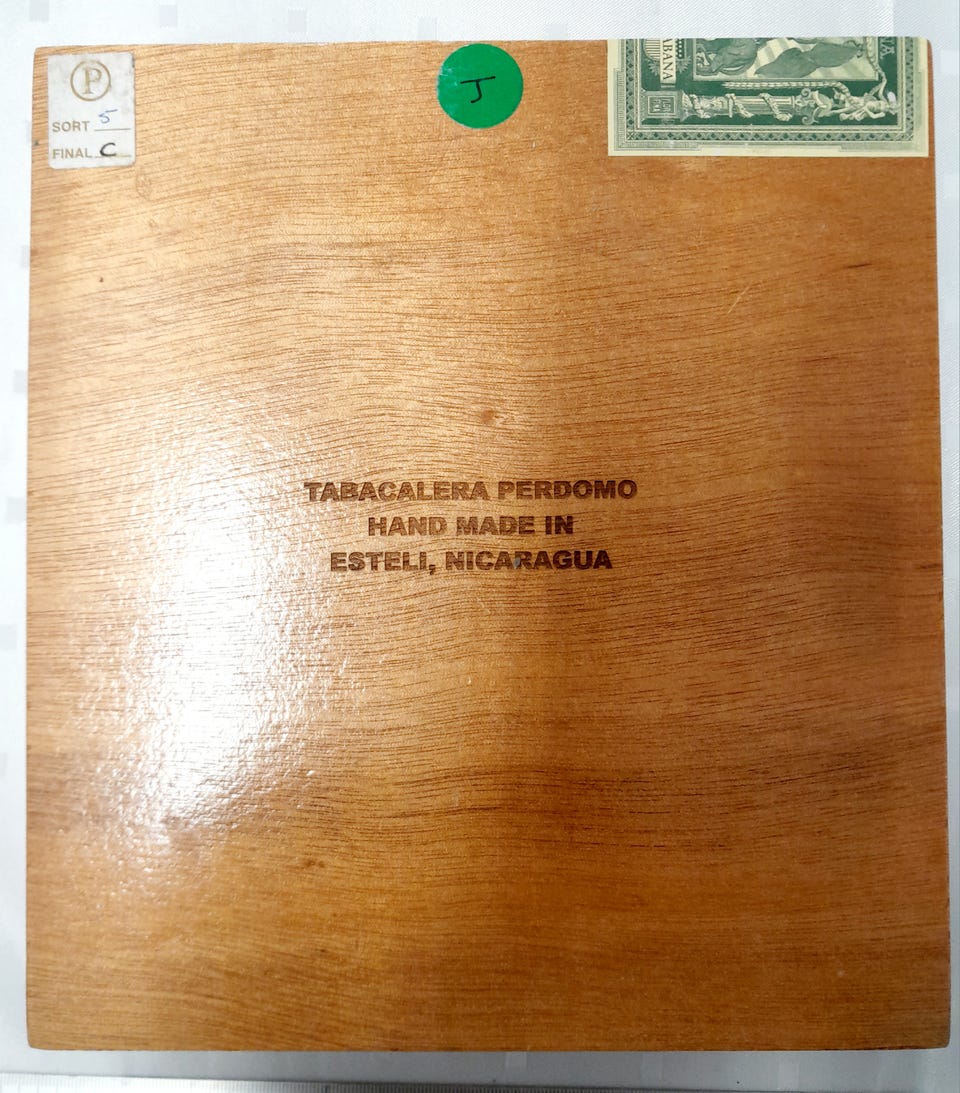 P
SORT 5
FINAL C
J
TABACALERA PERDOMO
HAND MADE IN
ESTELI, NICARAGUA